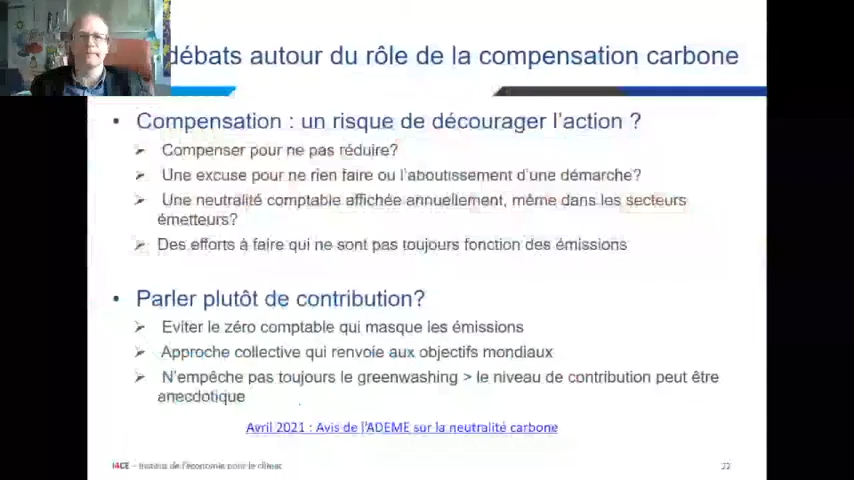 débats autour du rôle de la compensation carbone
• Compensation : un risque de décourager l'action ?
➢ Compenser pour ne pas réduire?
➢ Une excuse pour ne rien faire ou l'aboutissement d'une démarche?
➢ Une neutralité comptable affichée annuellement, même dans les secteurs
émetteurs?
➢ Des efforts à faire qui ne sont pas toujours fonction des émissions
• Parler plutôt de contribution?
➢ Eviter le zéro comptable qui masque les émissions
➢ Approche collective qui renvoie aux objectifs mondiaux
➢ N'empêche pas toujours le greenwashing > le niveau de contribution peut être
anecdotique
Avril 2021 : Avis de l'ADEME sur la neutralité carbone
I4CE – Institut de l'économie pour le climat
22